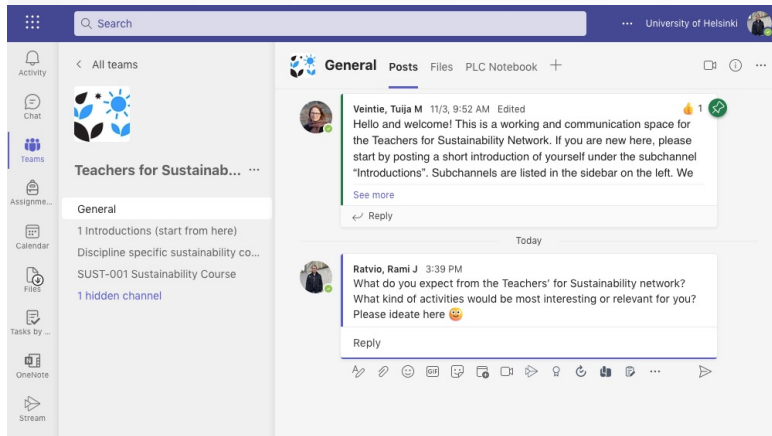 Search
University of Helsinki
Activity
Chat
Teams
Assignme...
Calendar
Files
Tasks by ...
OneNote
Stream
All teams
Teachers for Sustainab...
General
1 Introductions (start from here)
Discipline specific sustainability co...
SUST-001 Sustainability Course
1 hidden channel
General Posts Files PLC Notebook
Veintie, Tuija M 11/3, 9:52 AM Edited
1
Hello and welcome! This is a working and communication space for
the Teachers for Sustainability Network. If you are new here, please
start by posting a short introduction of yourself under the subchannel
“Introductions”. Subchannels are listed in the sidebar on the left. We
See more
Reply
Today
Ratvio, Rami J 3:39 PM
What do you expect from the Teachers’ for Sustainability network?
What kind of activities would be most interesting or relevant for you?
Please ideate here
Reply
GIF